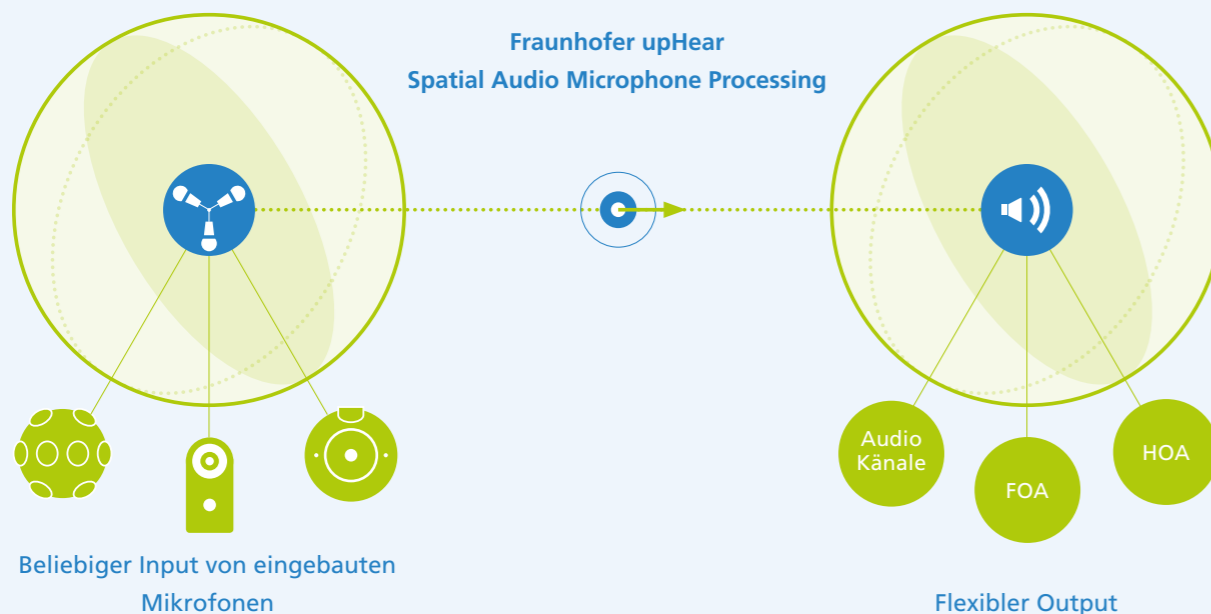 Fraunhofer upHear
Spatial Audio Microphone Processing
Audio
Känale
FOA
HOA
Beliebiger Input von eingebauten
Mikrofonen
Flexibler Output